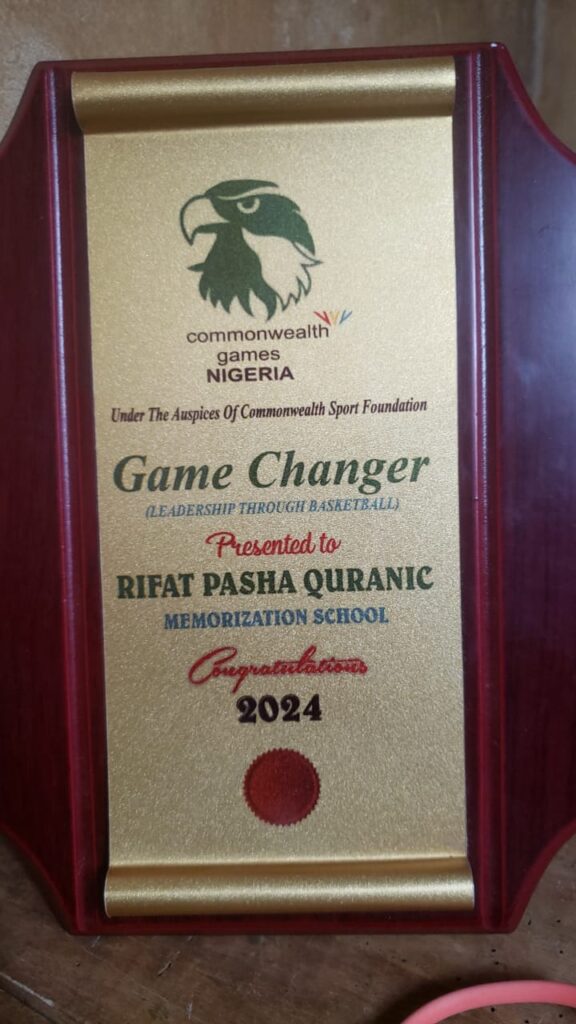 commonwealth
games
NIGERIA
Under The Auspices Of Commonwealth Sport Foundation
Game Changer
(LEADERSHIP THROUGH BASKETBALL)
Presented to
RIFAT PASHA QURANIC
MEMORIZATION SCHOOL
Congratulations
2024